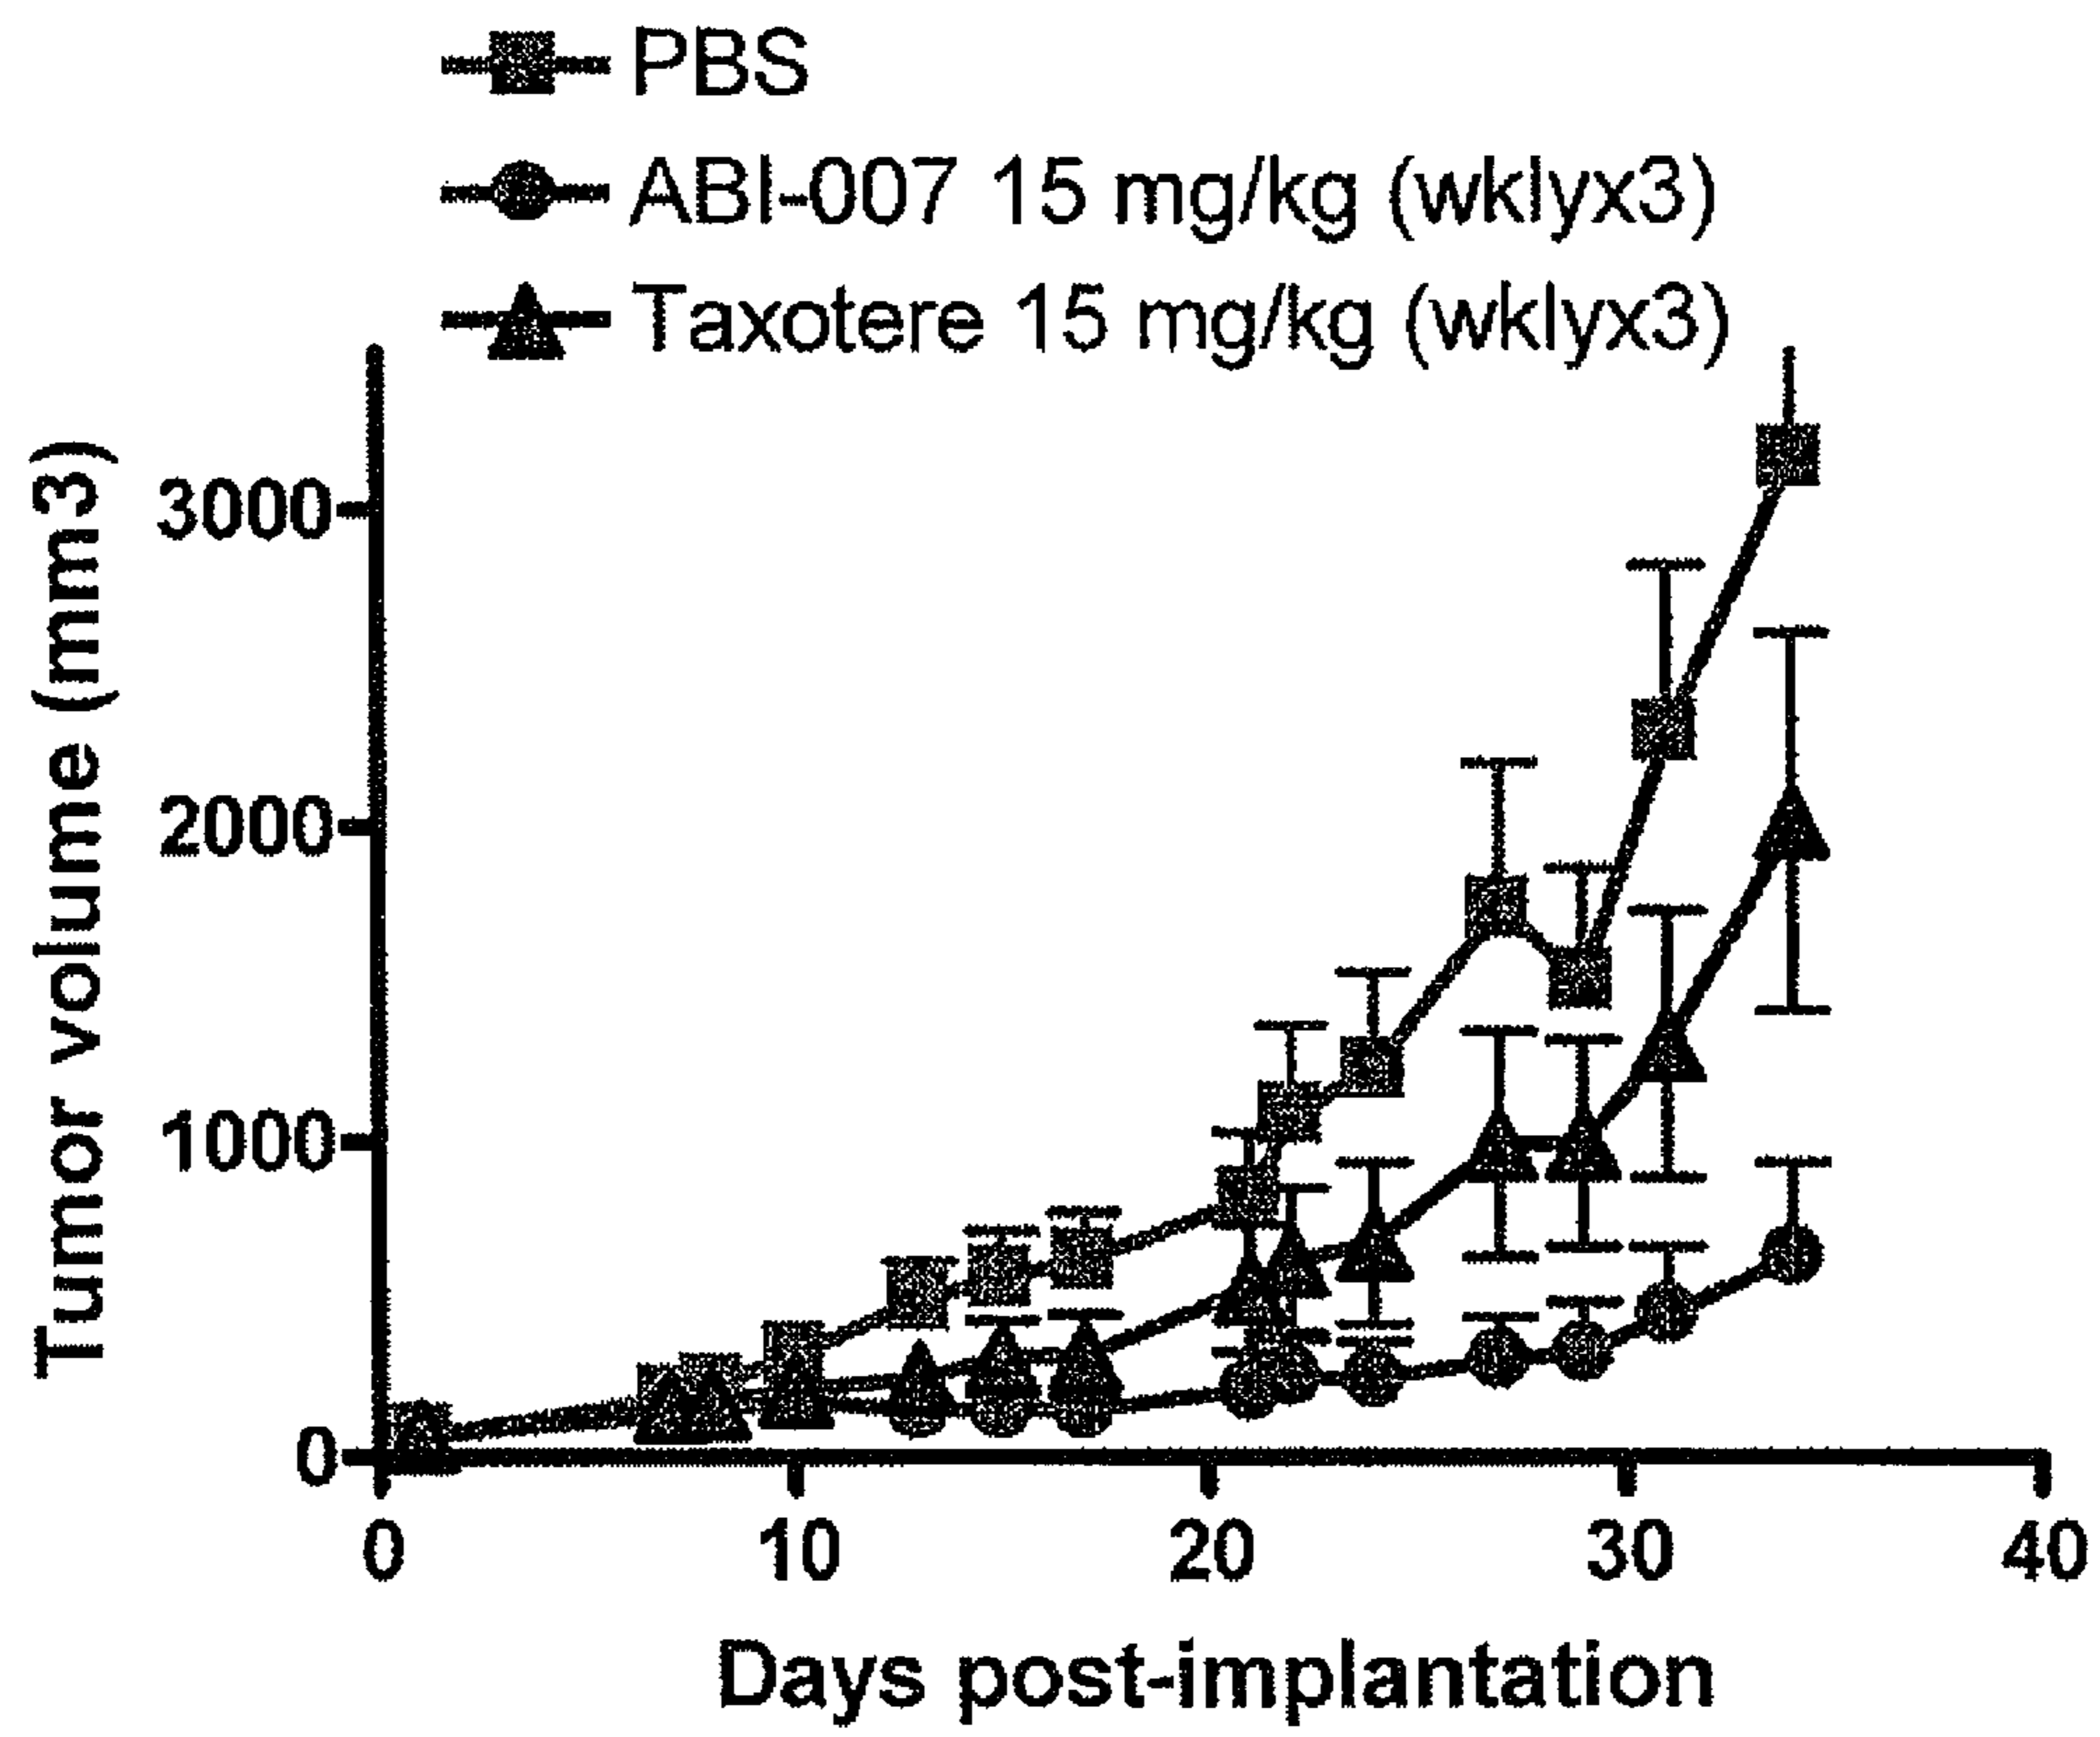 PBS
ABI-007 15 mg/kg (wklyx3)
Taxotere 15 mg/kg (wklyx3)
Tumor volume (mm3)
3000
2000
1000
0
0 10 20 30 40
Days post-implantation